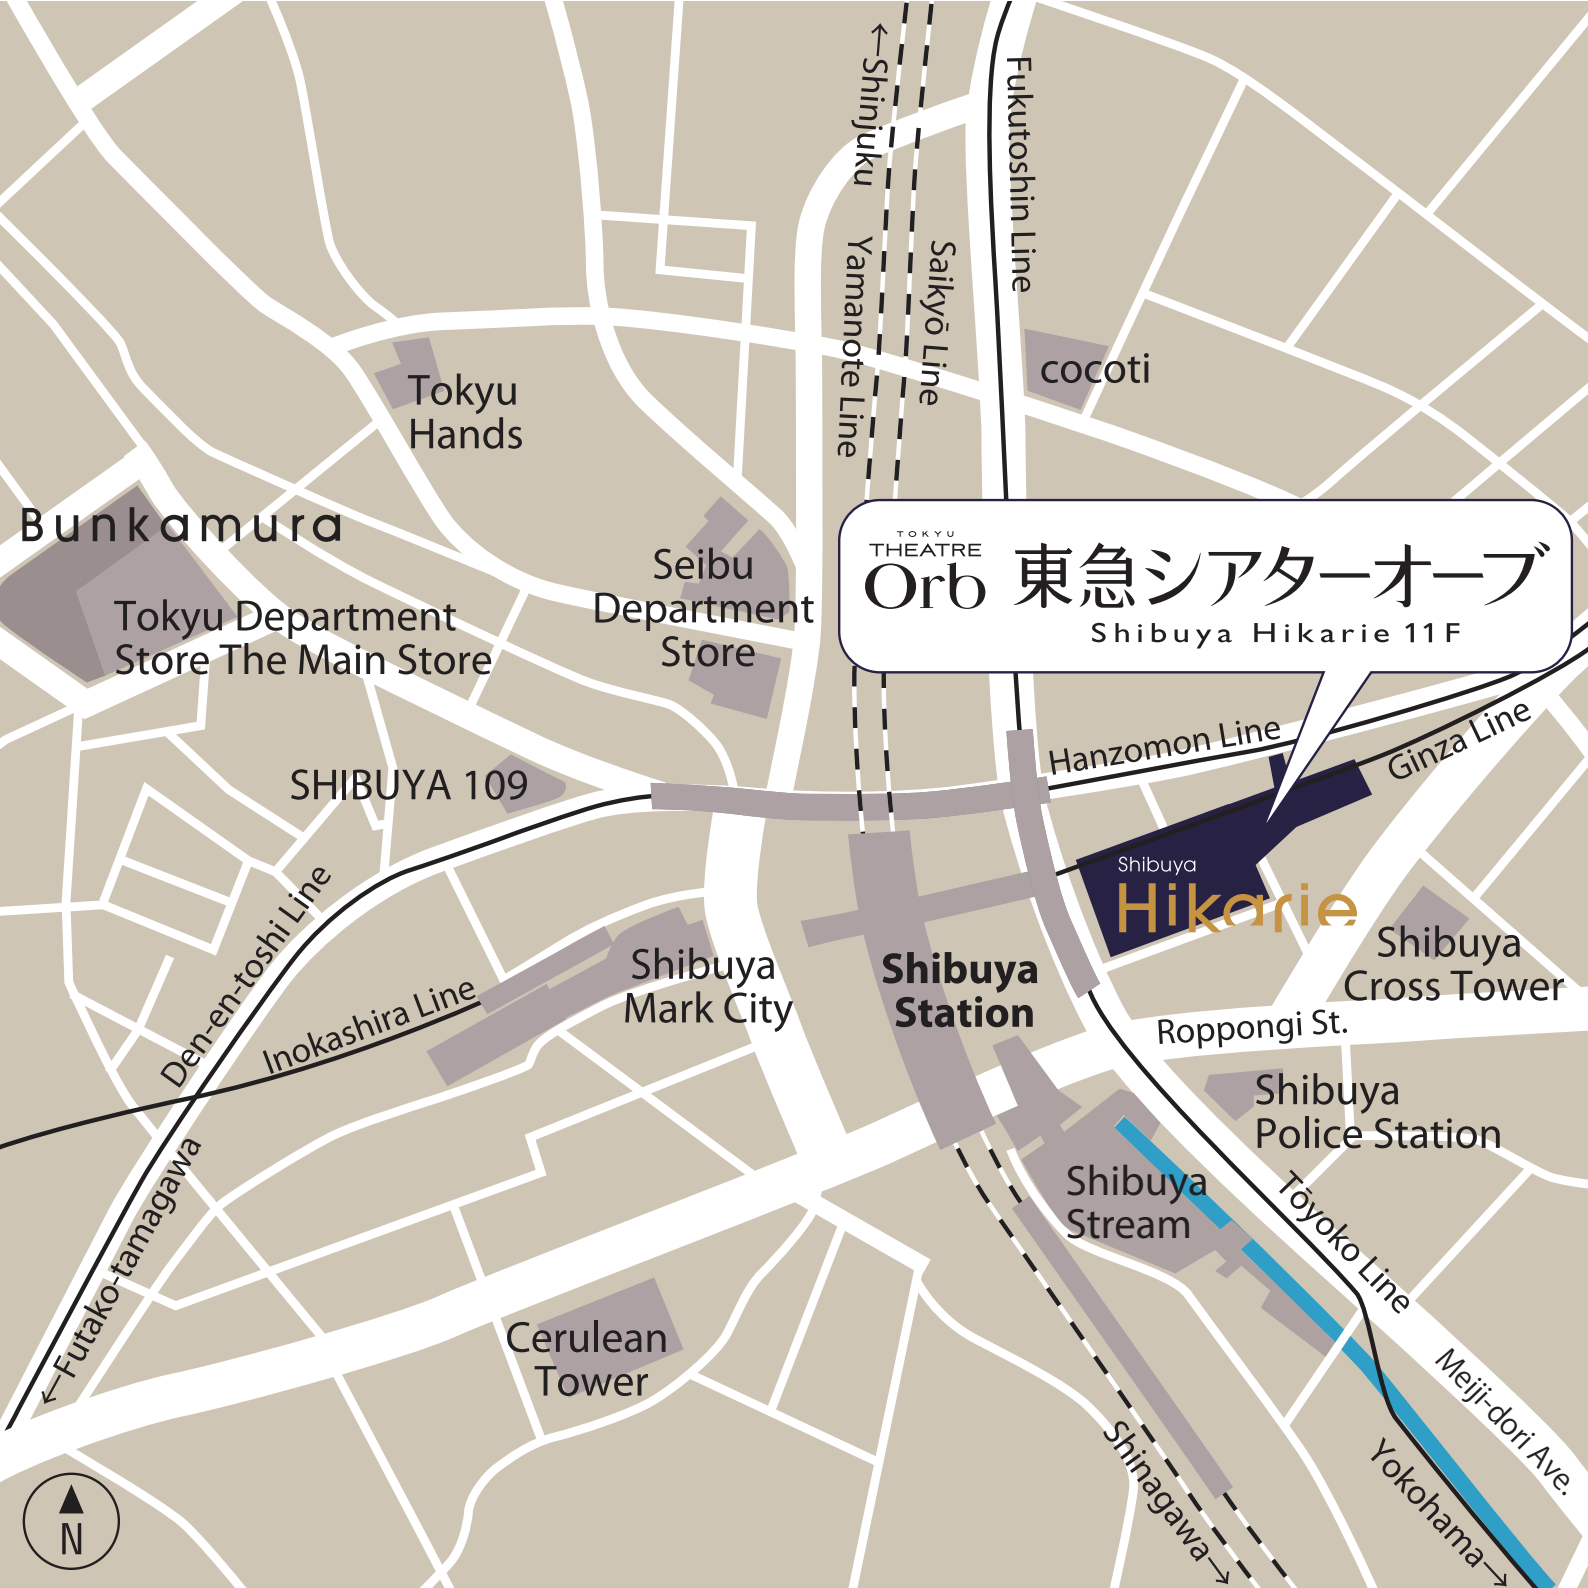 ←Shinjuku
Yamanote Line
Saikyō Line
Fukutoshin Line
cocoti
Tokyu
Hands
Bunkamura
Tokyu Department
Store The Main Store
Seibu
Department
Store
TOKYU
THEATRE
Orb
東急シアターオーブ
Shibuya Hikarie 11F
SHIBUYA 109
Hanzomon Line
Ginza Line
Shibuya
Hikarie
Den-en-toshi Line
Inokashira Line
Shibuya
Mark City
Shibuya
Station
Shibuya
Cross Tower
Roppongi St.
Shibuya
Police Station
←Futako-tamagawa
Shibuya
Stream
Tōyoko Line
Cerulean
Tower
Meiji-dori Ave.
Shinagawa→
Yokohama→
N